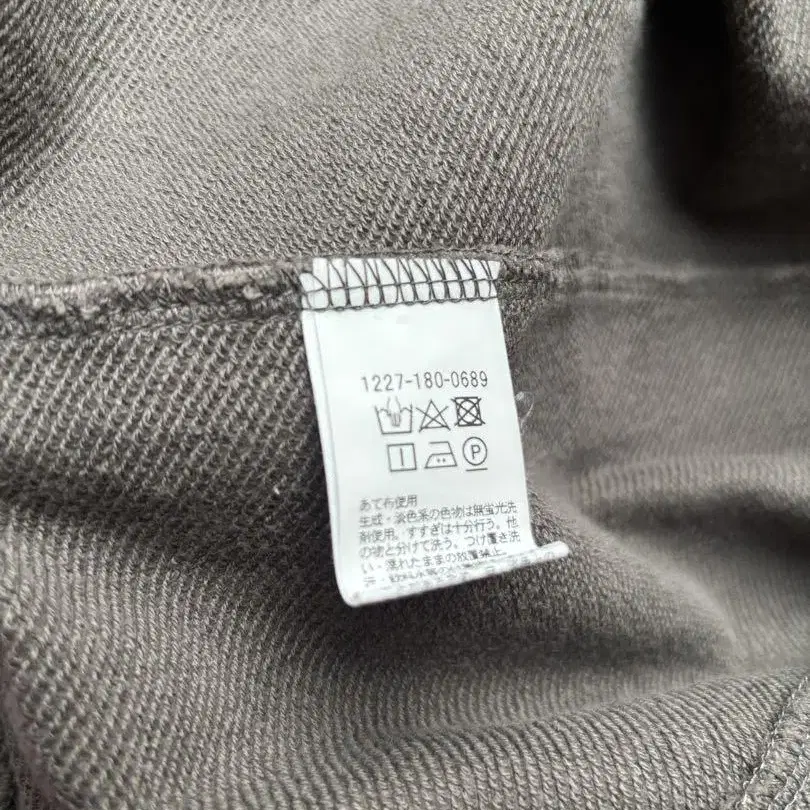 1227-180-0689
P
あて布使用
生成・淡色系の色物は無蛍光洗
剤使用。すすぎは十分行う。他
の物と分けて洗う。つけ置き洗
い・濡れたままの放置禁止。